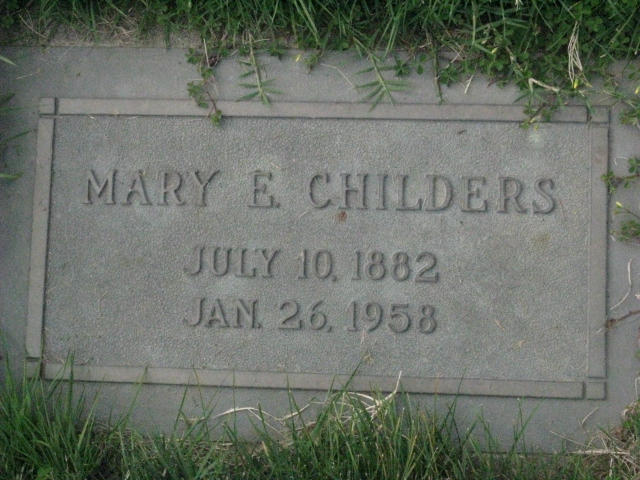 MARY E. CHILDERS
JULY 10, 1882
JAN. 26, 1958